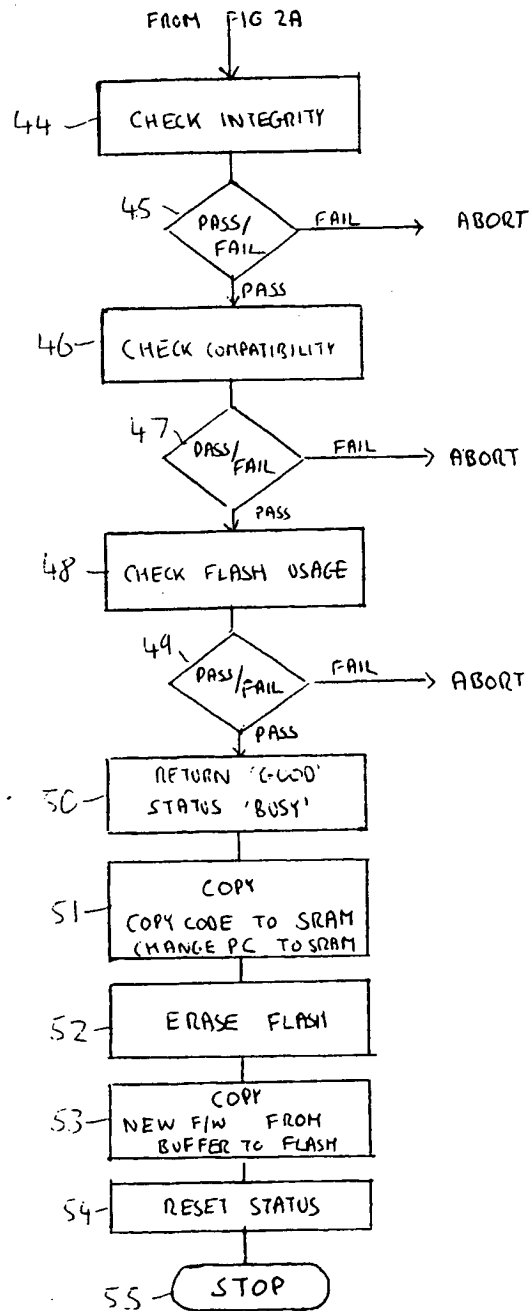 FROM FIG 2A
44 CHECK INTEGRITY
45 PASS/
FAIL
FAIL
ABORT
PASS
46 CHECK COMPATIBILITY
47 PASS/
FAIL
FAIL
ABORT
PASS
48 CHECK FLASH USAGE
49 PASS/
FAIL
FAIL
ABORT
PASS
50 RETURN 'GOOD'
STATUS 'BUSY'
51 COPY
COPY CODE TO SRAM
CHANGE PC TO SRAM
52 ERASE FLASH
53 COPY
NEW F/W FROM
BUFFER TO FLASH
54 RESET STATUS
55 STOP